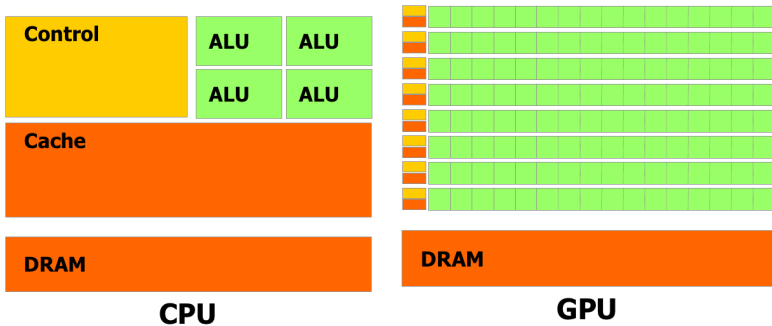 Control
ALU ALU
ALU ALU
Cache
DRAM
CPU
DRAM
GPU